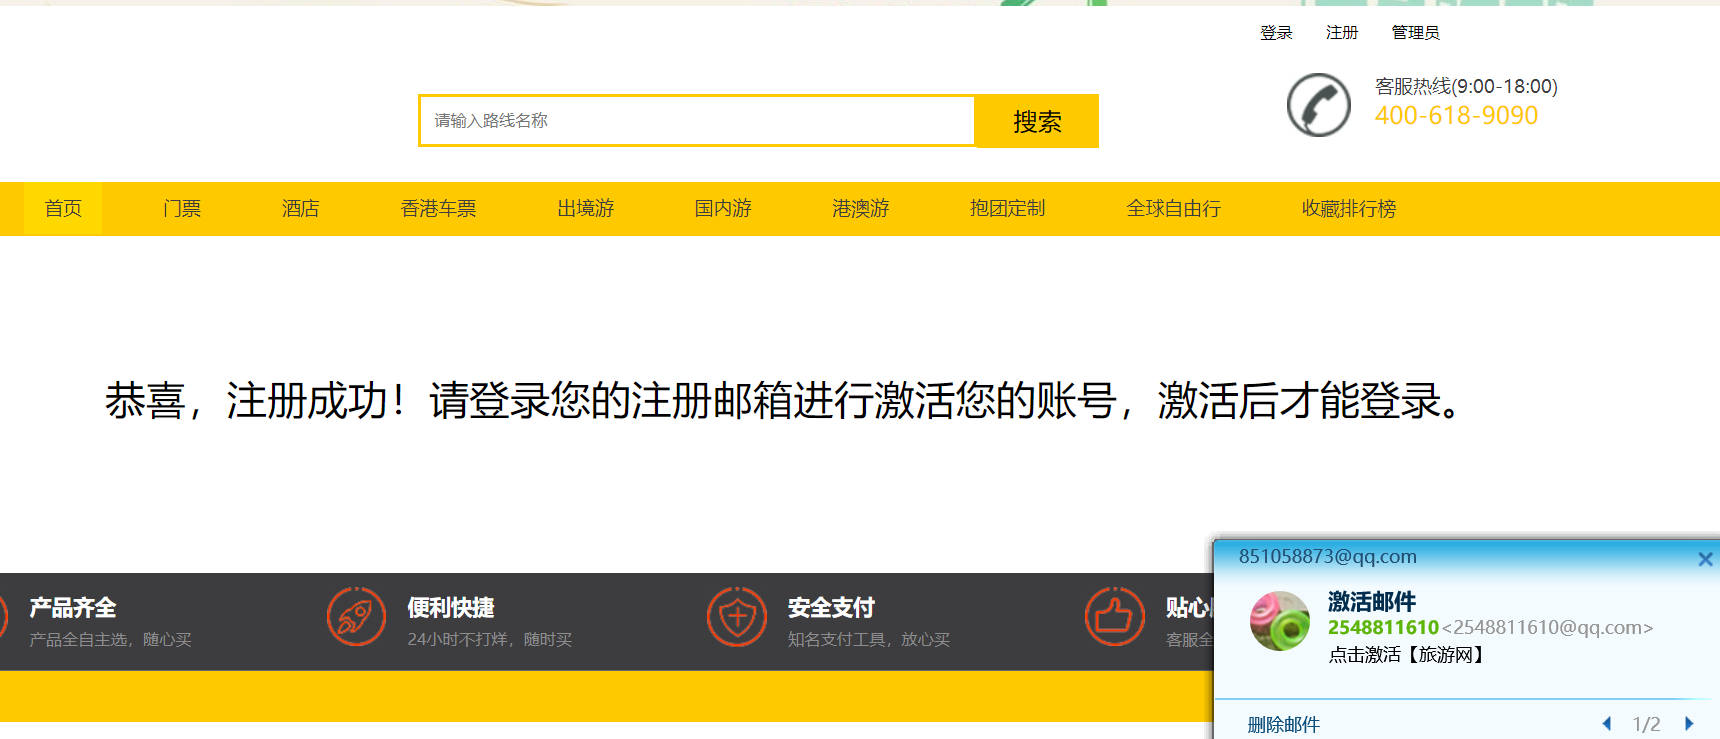 登录 注册 管理员
客服热线(9:00-18:00)
400-618-9090
请输入路线名称 搜索
首页 门票 酒店 香港车票 出境游 国内游 港澳游 抱团定制 全球自由行 收藏排行榜
恭喜，注册成功！请登录您的注册邮箱进行激活您的账号，激活后才能登录。
产品齐全
产品全自主选，随心买
便利快捷
24小时不打烊，随时买
安全支付
知名支付工具，放心买
贴心
客服全
851058873@qq.com
激活邮件
2548811610<2548811610@qq.com>
点击激活【旅游网】
删除邮件 1/2